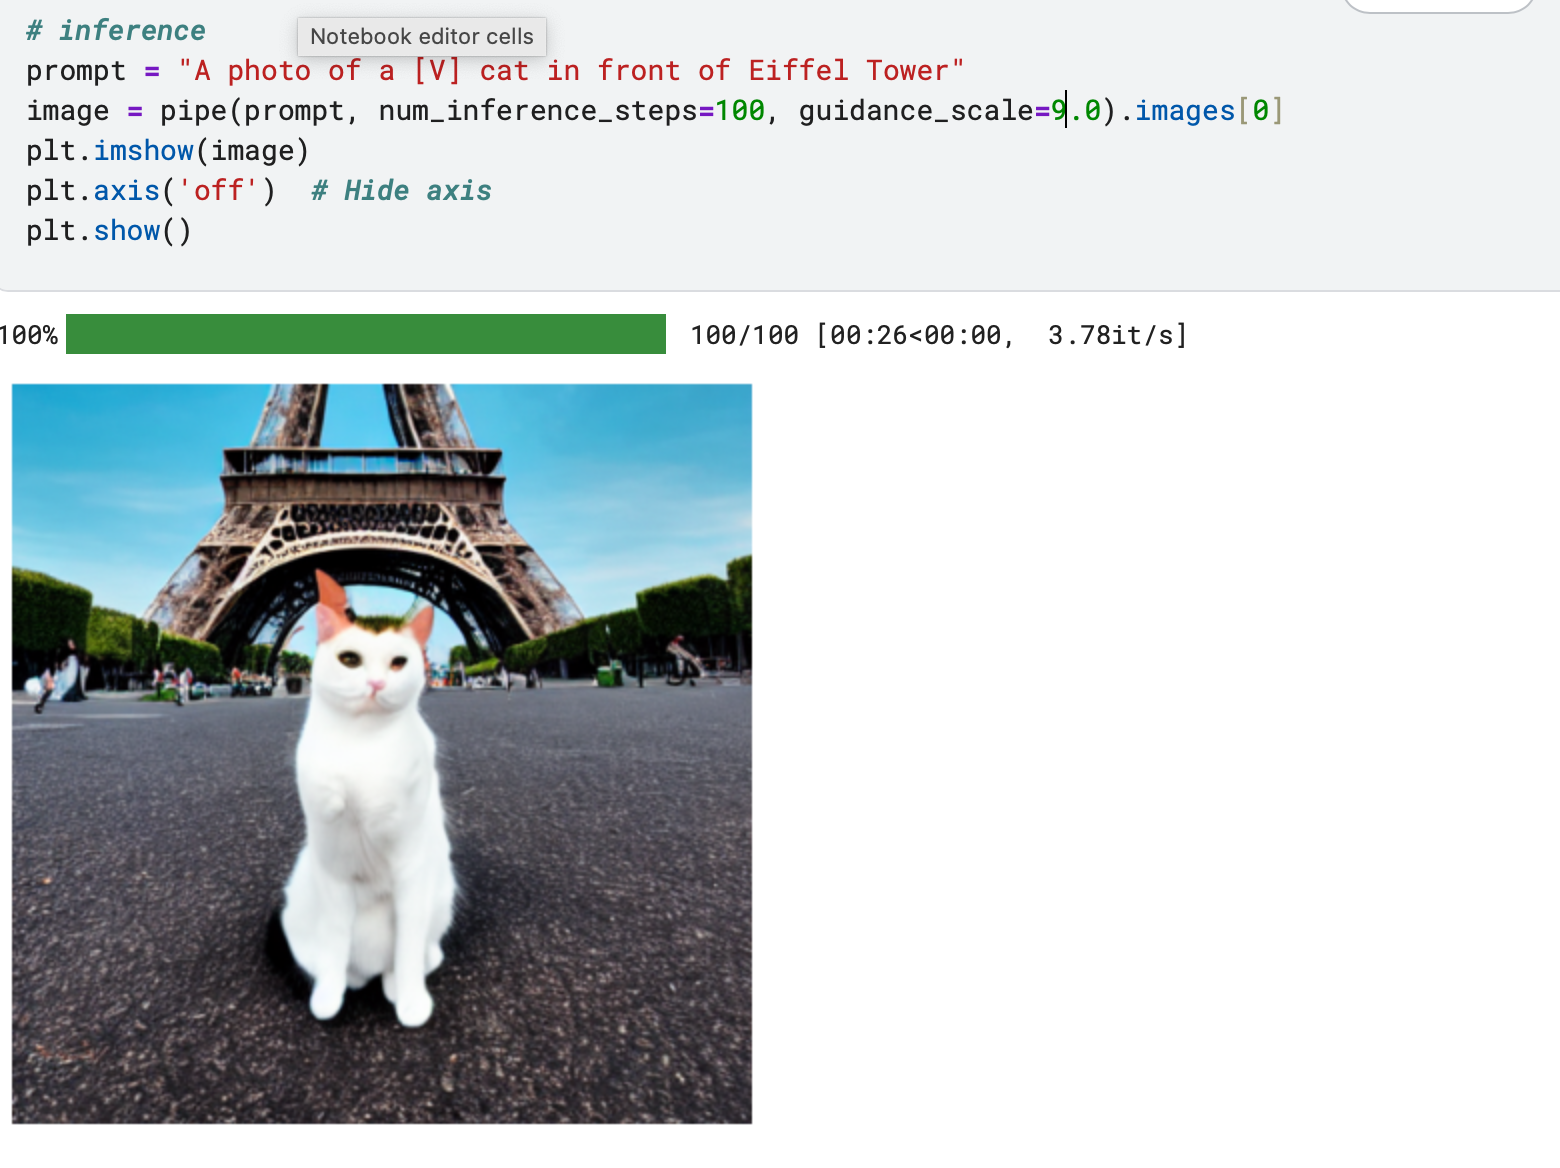 # inference
Notebook editor cells
prompt = "A photo of a [V] cat in front of Eiffel Tower"
image = pipe(prompt, num_inference_steps=100, guidance_scale=9.0).images[0]
plt.imshow(image)
plt.axis('off')  # Hide axis
plt.show()
100% 100/100 [00:26<00:00,  3.78it/s]